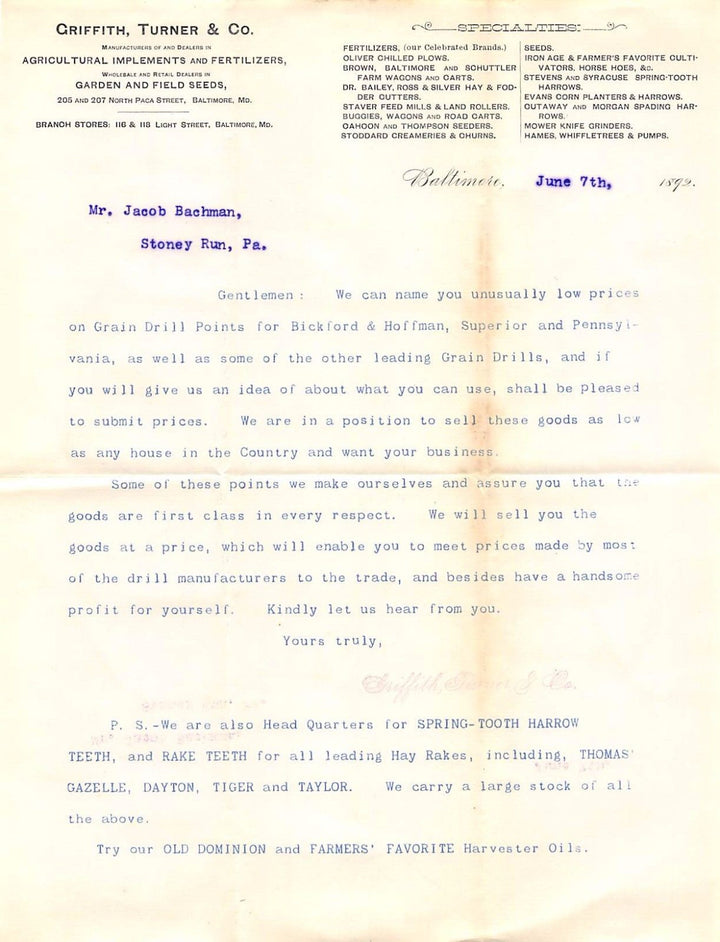 GRIFFITH, TURNER & CO.
MANUFACTURERS OF AND DEALERS IN
AGRICULTURAL IMPLEMENTS AND FERTILIZERS,
WHOLESALE AND RETAIL DEALERS IN
GARDEN AND FIELD SEEDS,
205 AND 207 NORTH PACA STREET, BALTIMORE, MD.
BRANCH STORES: 116 & 118 LIGHT STREET, BALTIMORE, MD.
SPECIALTIES:
FERTILIZERS, (our Celebrated Brands.)
OLIVER CHILLED PLOWS.
BROWN, BALTIMORE AND SCHUTTLER
FARM WAGONS AND CARTS.
DR. BAILEY, ROSS & SILVER HAY & FOD-
DER CUTTERS.
STAVER FEED MILLS & LAND ROLLERS.
BUGGIES, WAGONS AND ROAD CARTS.
CAHOON AND THOMPSON SEEDERS.
STODDARD CREAMERIES & CHURNS.
SEEDS.
IRON AGE & FARMER'S FAVORITE CULTI-
VATORS, HORSE HOES, &c.
STEVENS AND SYRACUSE SPRING-TOOTH
HARROWS.
EVANS CORN PLANTERS & HARROWS.
CUTAWAY AND MORGAN SPADING HAR-
ROWS.
MOWER KNIFE GRINDERS.
HAMES, WHIFFLETREES & PUMPS.
Baltimore, June 7th, 1892.
Mr. Jacob Bachman,
Stoney Run, Pa.
Gentlemen: We can name you unusually low prices
on Grain Drill Points for Bickford & Hoffman, Superior and Pennsyl-
vania, as well as some of the other leading Grain Drills, and if
you will give us an idea of about what you can use, shall be pleased
to submit prices. We are in a position to sell these goods as low
as any house in the Country and want your business.
Some of these points we make ourselves and assure you that the
goods are first class in every respect. We will sell you the
goods at a price, which will enable you to meet prices made by most
of the drill manufacturers to the trade, and besides have a handsome
profit for yourself. Kindly let us hear from you.
Yours truly,
Griffith, Turner & Co.
P. S.-We are also Head Quarters for SPRING-TOOTH HARROW
TEETH, and RAKE TEETH for all leading Hay Rakes, including, THOMAS'
GAZELLE, DAYTON, TIGER and TAYLOR. We carry a large stock of all
the above.
Try our OLD DOMINION and FARMERS' FAVORITE Harvester Oils.